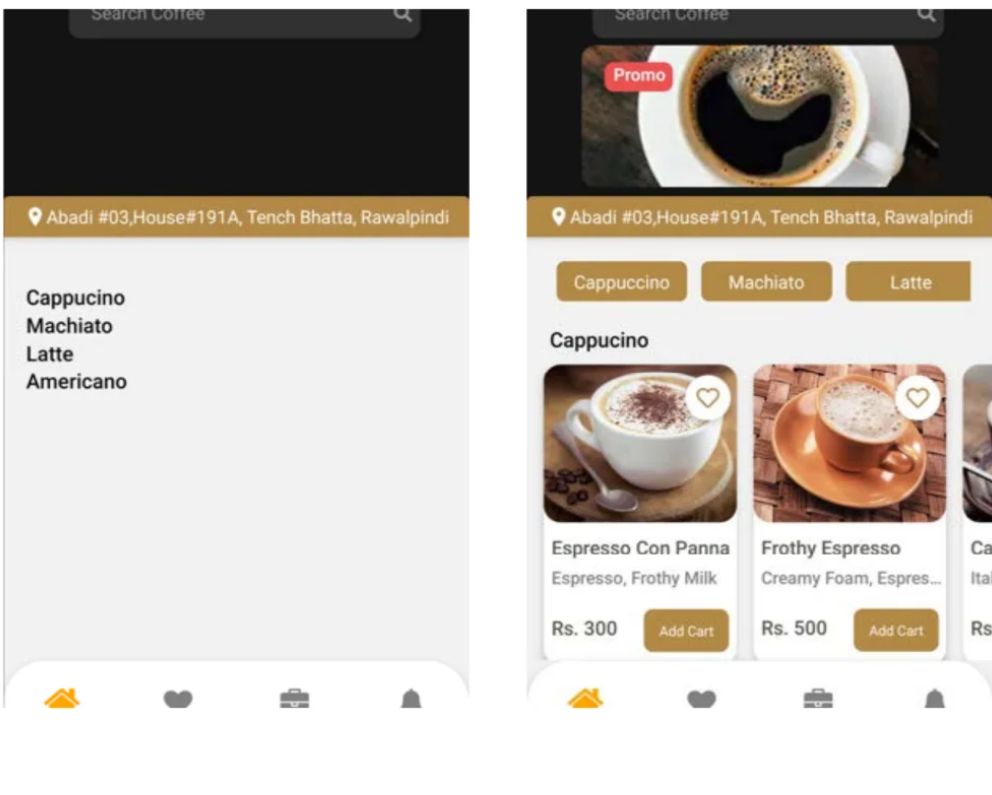 Search Coffee
Abadi #03,House#191A, Tench Bhatta, Rawalpindi
Cappucino
Machiato
Latte
Americano
Search Coffee
Promo
Abadi #03,House#191A, Tench Bhatta, Rawalpindi
Cappuccino Machiato Latte
Cappucino
Espresso Con Panna Frothy Espresso Ca
Espresso, Frothy Milk Creamy Foam, Espres... Ital
Rs. 300 Add Cart Rs. 500 Add Cart Rs